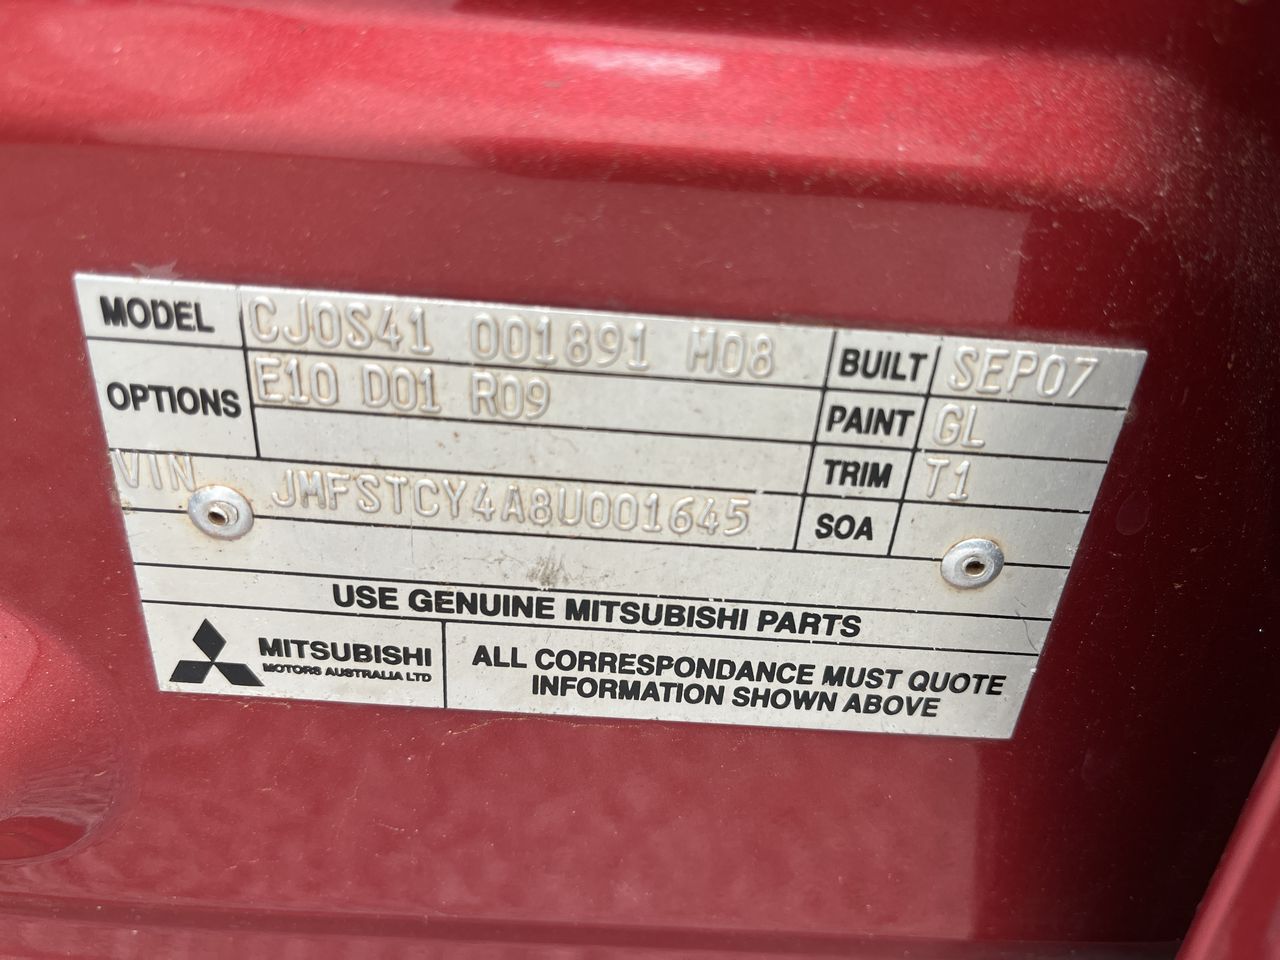 MODEL CJ0S41 001891 M08 BUILT SEP07
OPTIONS E10 D01 R09 PAINT GL
TRIM T1
VIN JMFSTCY4A8U001645 SOA
USE GENUINE MITSUBISHI PARTS
MITSUBISHI
MOTORS AUSTRALIA LTD
ALL CORRESPONDANCE MUST QUOTE
INFORMATION SHOWN ABOVE